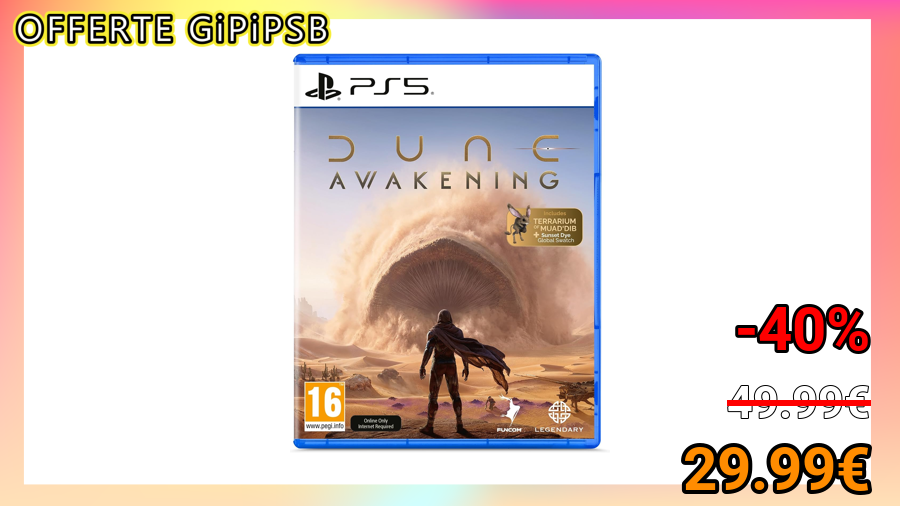 OFFERTE GiPiPSB
PS5
DUNE
AWAKENING
Includes
TERRARIUM
OF MUAD'DIB
+ Sunset Dye
Global Swatch
-40%
49.99€
29.99€
16
www.pegi.info
Online Only
Internet Required
FUNCOM
LEGENDARY